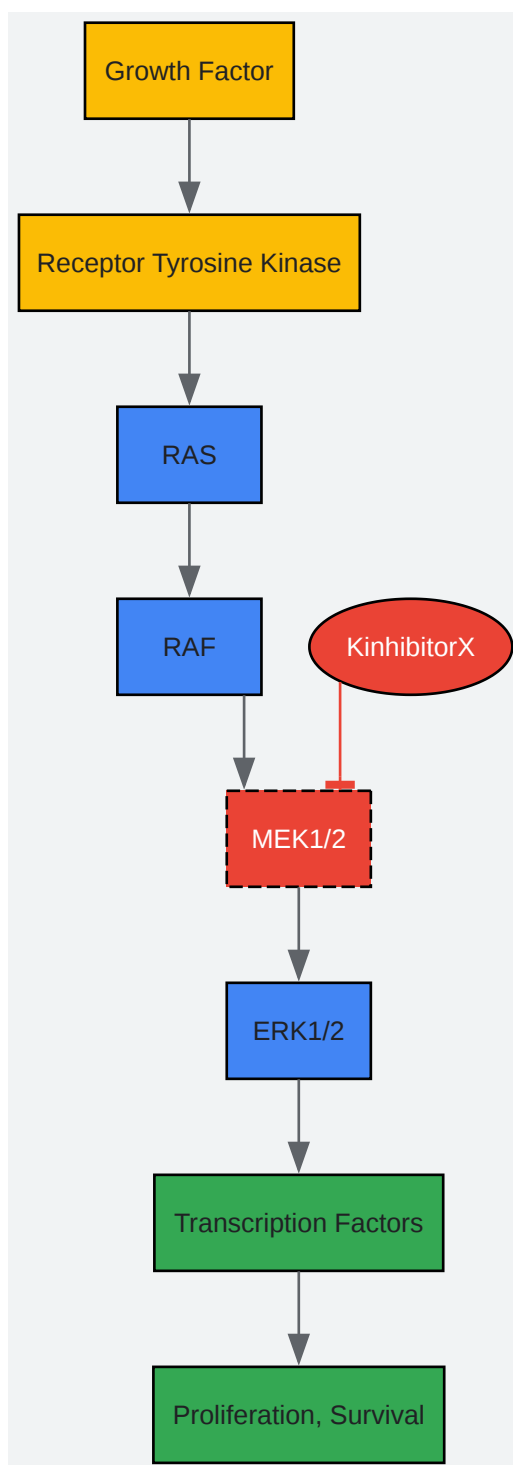 Growth Factor
Receptor Tyrosine Kinase
RAS
RAF
KinhibitorX
MEK1/2
ERK1/2
Transcription Factors
Proliferation, Survival